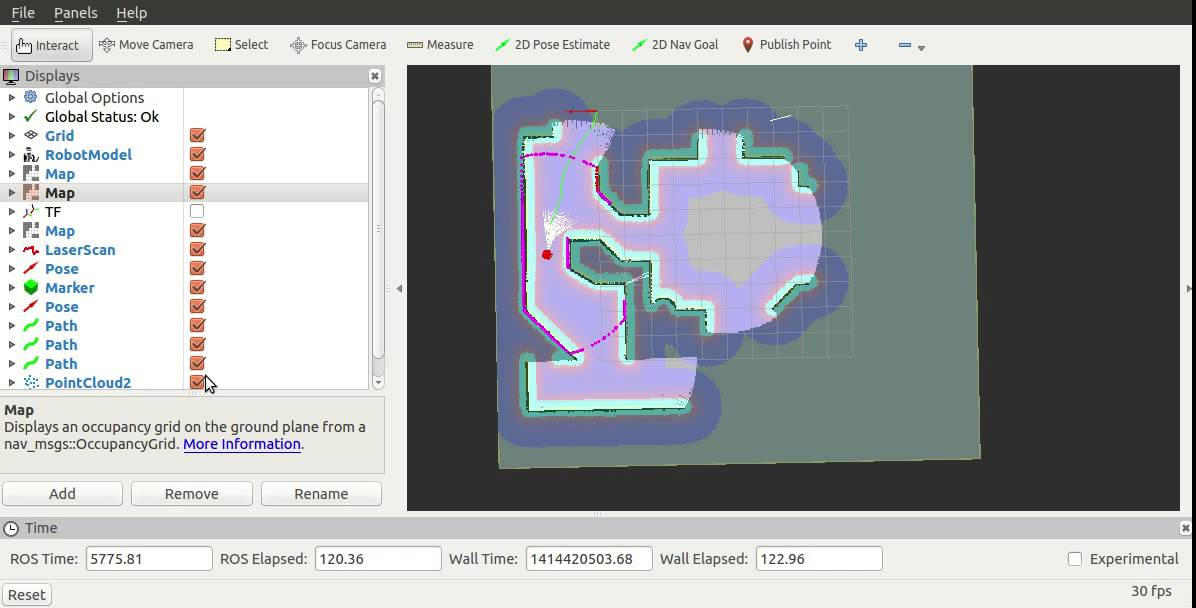 File Panels Help
Interact Move Camera Select Focus Camera Measure 2D Pose Estimate 2D Nav Goal Publish Point
Displays
Global Options
Global Status: Ok
Grid
RobotModel
Map
Map
TF
Map
LaserScan
Pose
Marker
Pose
Path
Path
Path
PointCloud2
Map
Displays an occupancy grid on the ground plane from a
nav_msgs::OccupancyGrid. More Information.
Add Remove Rename
Time
ROS Time: 5775.81 ROS Elapsed: 120.36 Wall Time: 1414420503.68 Wall Elapsed: 122.96 Experimental
Reset 30 fps